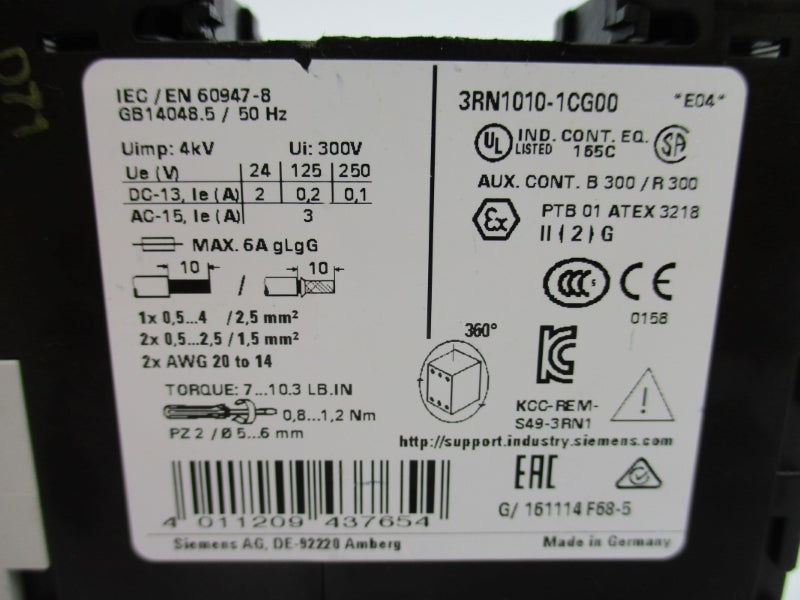 IEC / EN 60947-8
GB14048.5 / 50 Hz
Uimp: 4kV Ui: 300V
Ue (V) 24 125 250
DC-13, Ie (A) 2 0,2 0,1
AC-15, Ie (A) 3
MAX. 6A gLgG
10 / 10
1x 0,5...4 / 2,5 mm²
2x 0,5...2,5 / 1,5 mm²
2x AWG 20 to 14
TORQUE: 7...10.3 LB.IN
0,8...1,2 Nm
PZ 2 / Ø 5...6 mm
4 011209 437654
Siemens AG, DE-92220 Amberg
3RN1010-1CG00 "E04"
UL LISTED IND. CONT. EQ. 165C SA
AUX. CONT. B 300 / R 300
Ex PTB 01 ATEX 3218
II ( 2 ) G
CCC S CE
0158
360°
KC
KCC-REM-
S49-3RN1
http://support.industry.siemens.com
EAC
G/ 161114 F68-5
Made in Germany
071